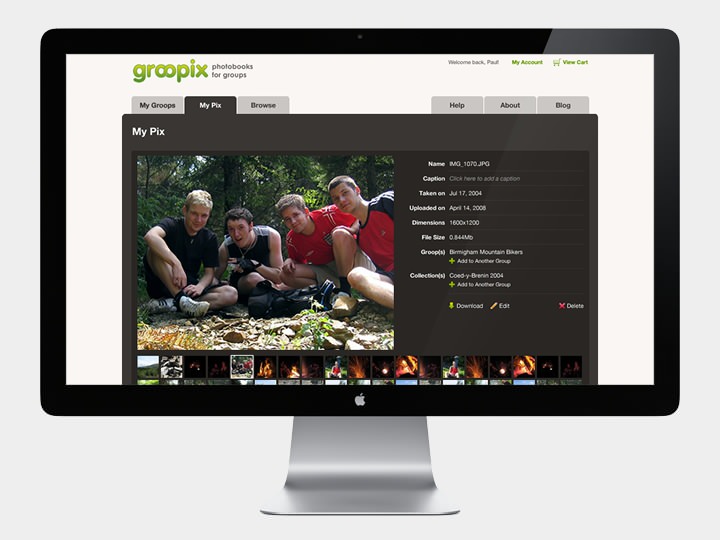 groopix photobooks
for groups
Welcome back, Paul! My Account View Cart
My Groops My Pix Browse Help About Blog
My Pix
Name IMG_1070.JPG
Caption Click here to add a caption
Taken on Jul 17, 2004
Uploaded on April 14, 2008
Dimensions 1600x1200
File Size 0.844Mb
Groop(s) Birmigham Mountain Bikers
Add to Another Group
Collection(s) Coed-y-Brenin 2004
Add to Another Group
Download Edit Delete